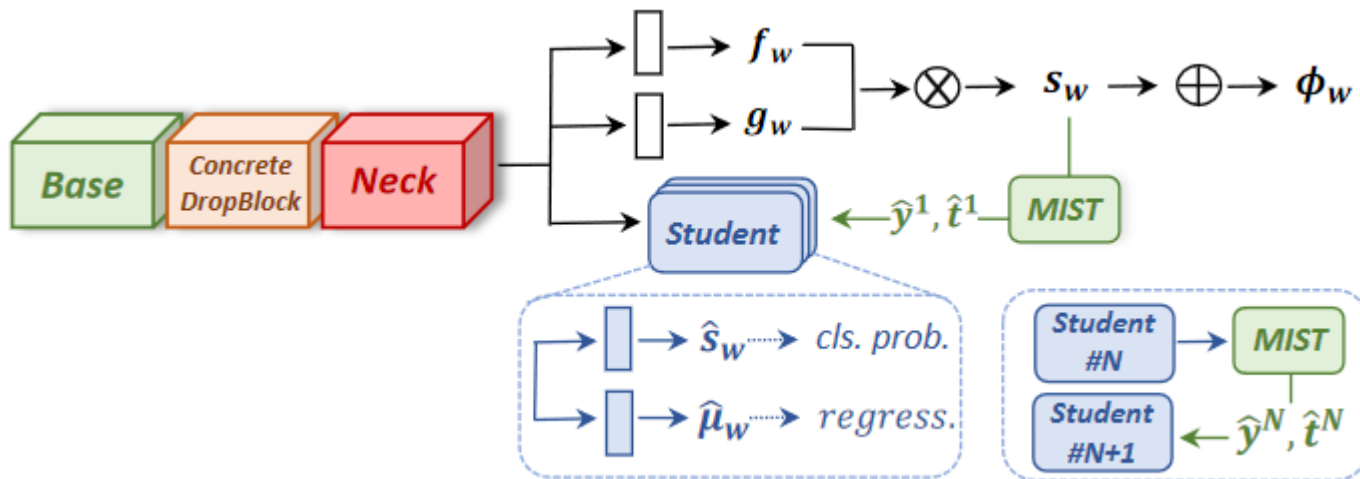 f_w
g_w
⊗
s_w
⊕
ϕ_w
Base
Concrete
DropBlock
Neck
Student
ŷ^1, t̂^1
MIST
ŝ_w
cls. prob.
μ̂_w
regress.
Student
#N
MIST
Student
#N+1
ŷ^N, t̂^N